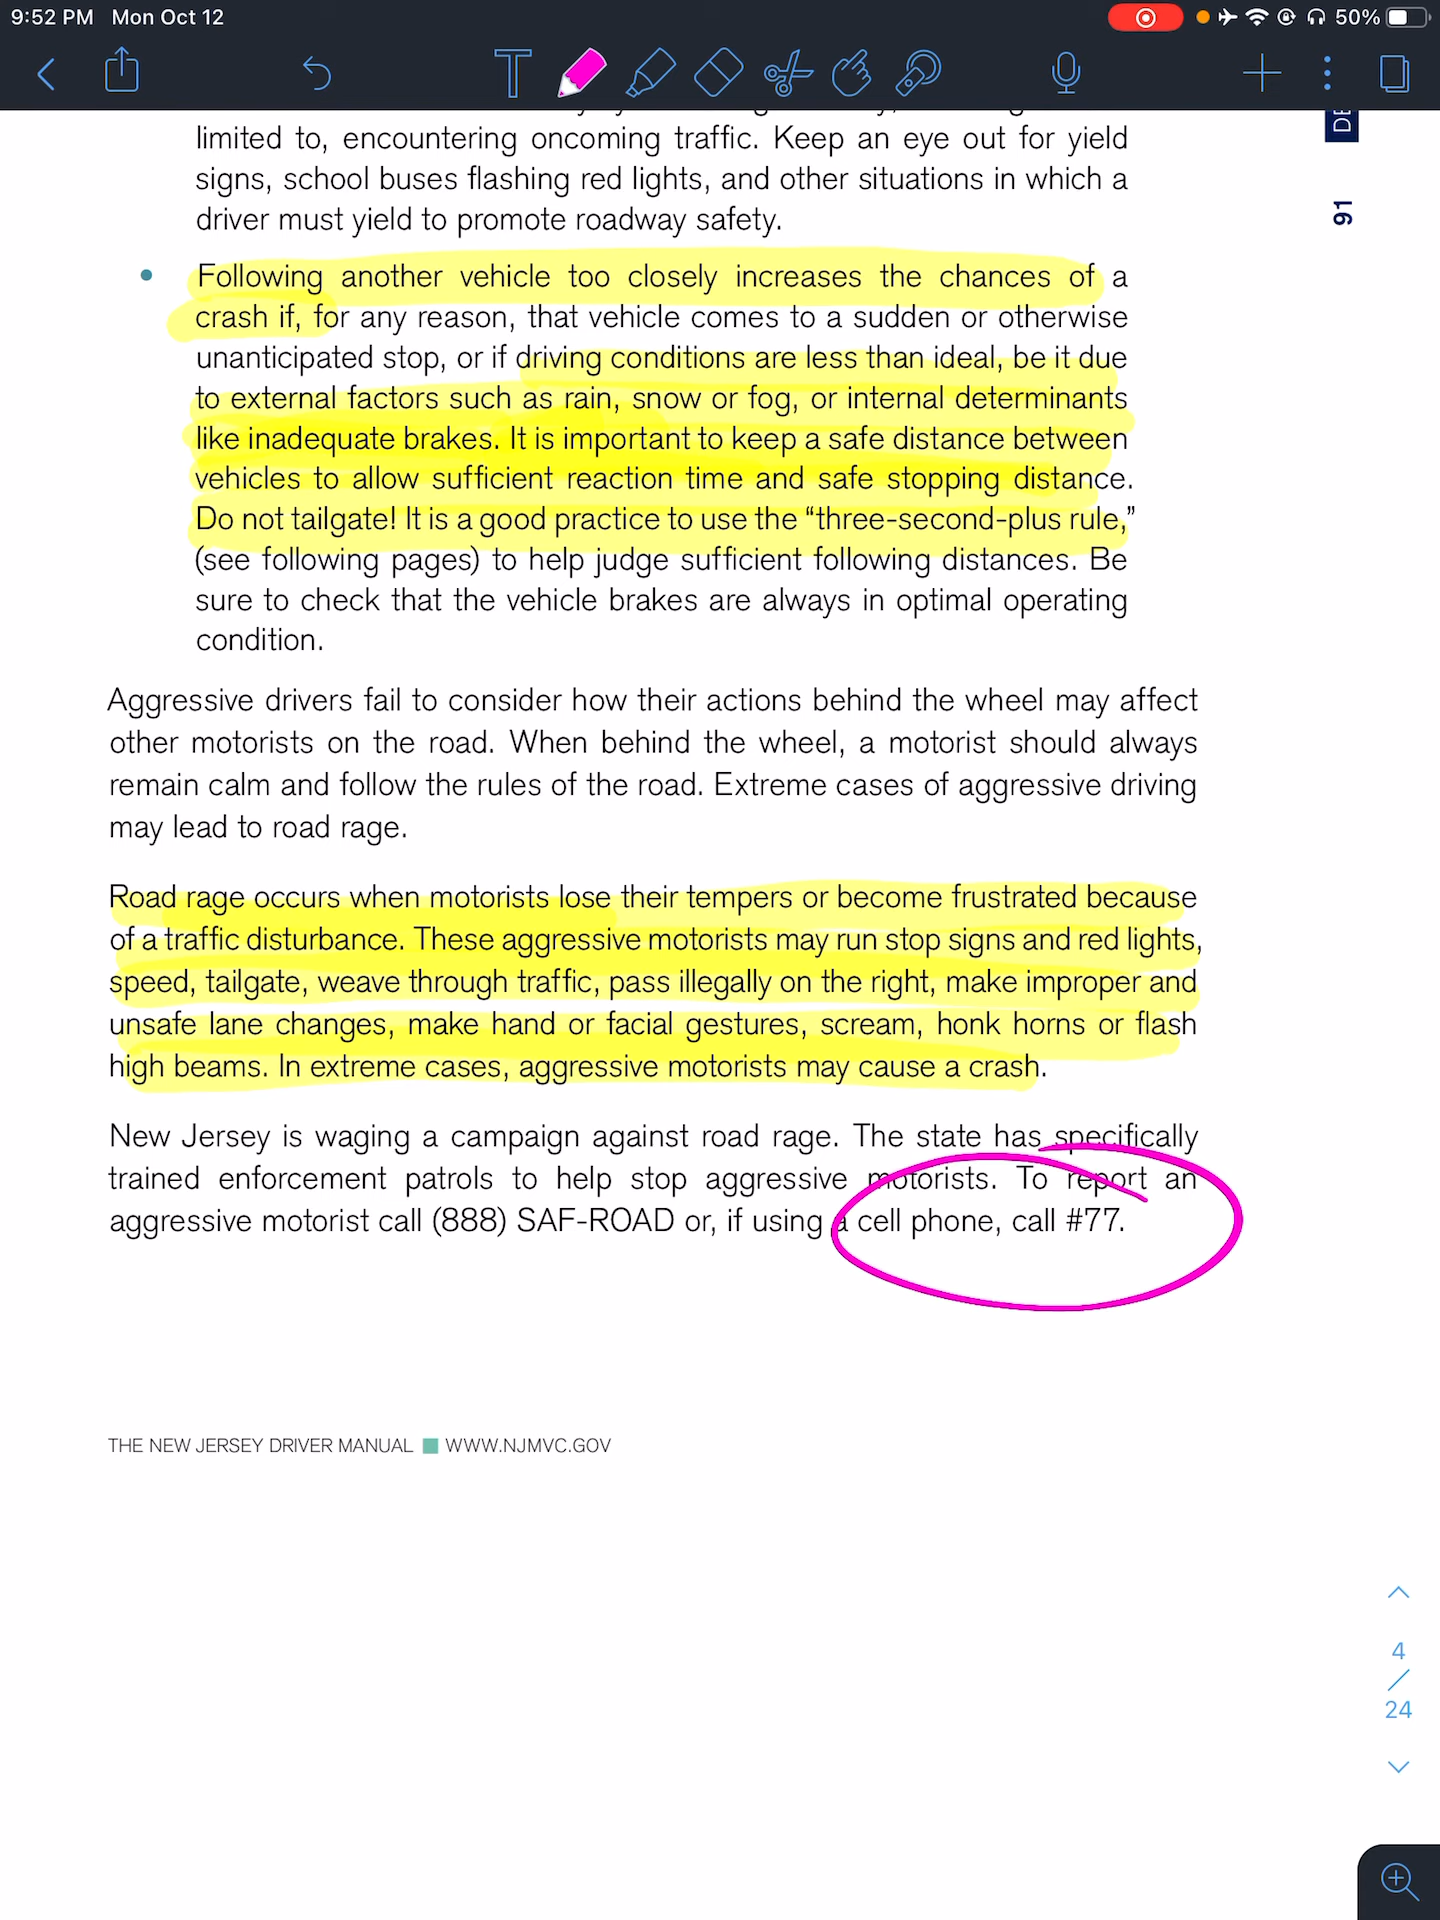 9:52 PM Mon Oct 12
50%
DE
91
limited to, encountering oncoming traffic. Keep an eye out for yield
signs, school buses flashing red lights, and other situations in which a
driver must yield to promote roadway safety.
• Following another vehicle too closely increases the chances of a
crash if, for any reason, that vehicle comes to a sudden or otherwise
unanticipated stop, or if driving conditions are less than ideal, be it due
to external factors such as rain, snow or fog, or internal determinants
like inadequate brakes. It is important to keep a safe distance between
vehicles to allow sufficient reaction time and safe stopping distance.
Do not tailgate! It is a good practice to use the “three-second-plus rule,”
(see following pages) to help judge sufficient following distances. Be
sure to check that the vehicle brakes are always in optimal operating
condition.
Aggressive drivers fail to consider how their actions behind the wheel may affect
other motorists on the road. When behind the wheel, a motorist should always
remain calm and follow the rules of the road. Extreme cases of aggressive driving
may lead to road rage.
Road rage occurs when motorists lose their tempers or become frustrated because
of a traffic disturbance. These aggressive motorists may run stop signs and red lights,
speed, tailgate, weave through traffic, pass illegally on the right, make improper and
unsafe lane changes, make hand or facial gestures, scream, honk horns or flash
high beams. In extreme cases, aggressive motorists may cause a crash.
New Jersey is waging a campaign against road rage. The state has specifically
trained enforcement patrols to help stop aggressive motorists. To report an
aggressive motorist call (888) SAF-ROAD or, if using a cell phone, call #77.
THE NEW JERSEY DRIVER MANUAL WWW.NJMVC.GOV
4
/
24